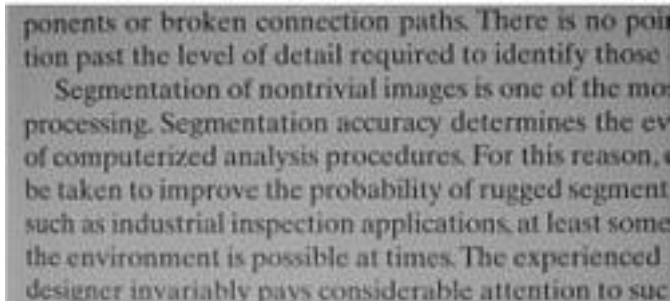 ponents or broken connection paths. There is no poi
tion past the level of detail required to identify those
Segmentation of nontrivial images is one of the mo
processing. Segmentation accuracy determines the ev
of computerized analysis procedures. For this reason,
be taken to improve the probability of rugged segment
such as industrial inspection applications, at least some
the environment is possible at times. The experienced
designer invariably pays considerable attention to suc